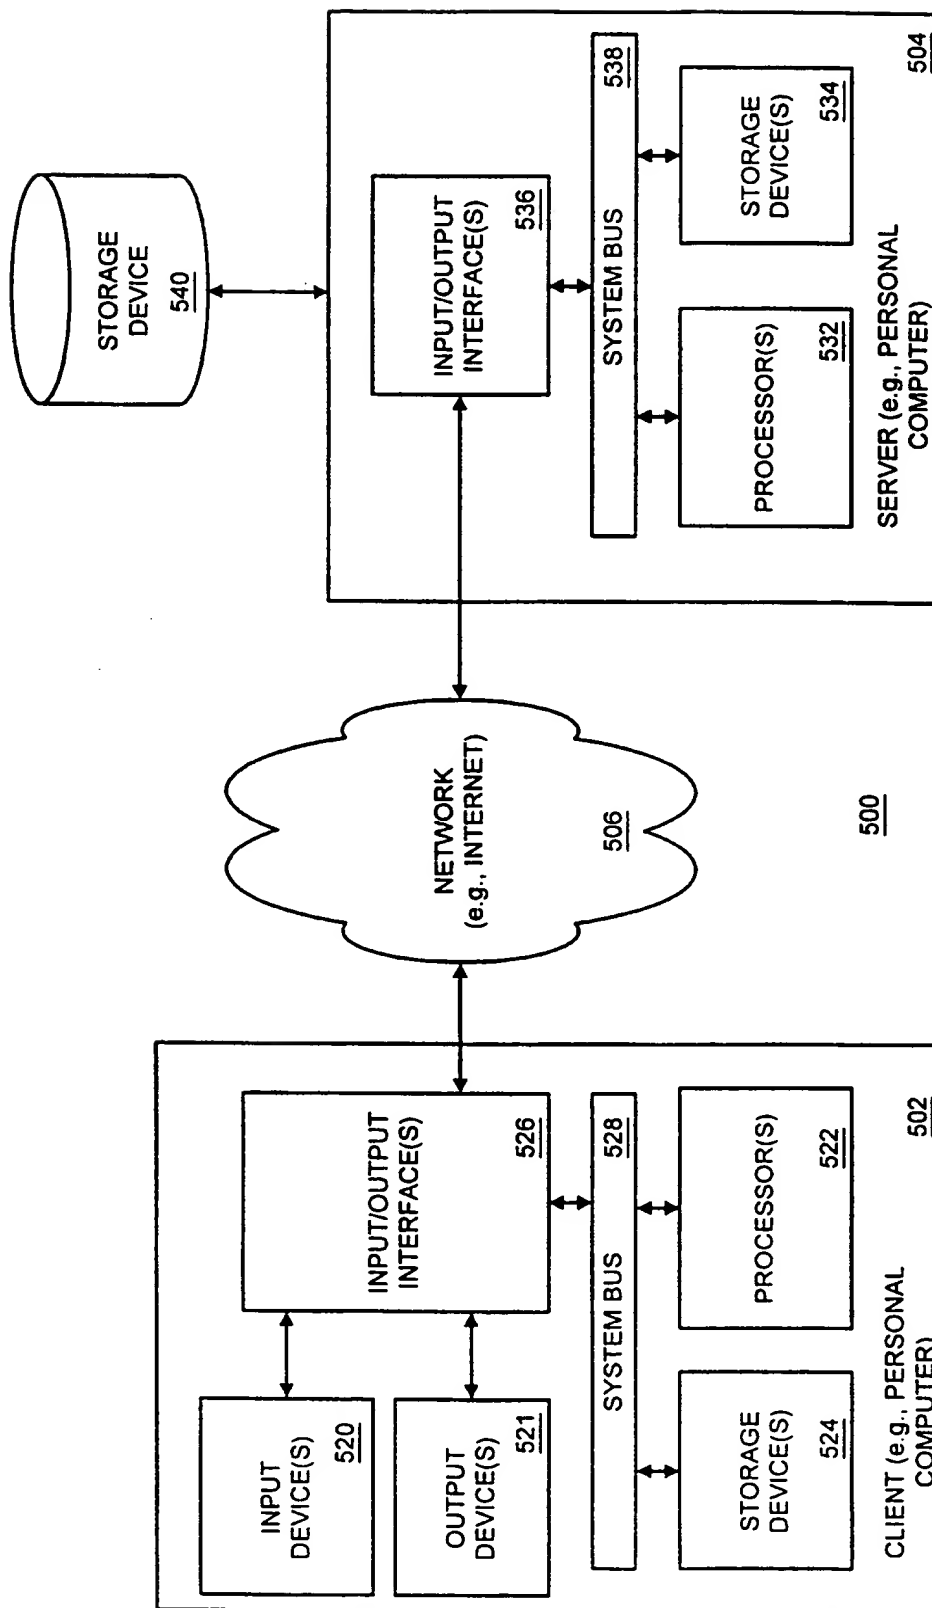 INPUT
DEVICE(S)
520
OUTPUT
DEVICE(S)
521
INPUT/OUTPUT
INTERFACE(S)
526
SYSTEM BUS
528
STORAGE
DEVICE(S)
524
PROCESSOR(S)
522
CLIENT (e.g., PERSONAL
COMPUTER)
502
NETWORK
(e.g., INTERNET)
506
500
STORAGE
DEVICE
540
INPUT/OUTPUT
INTERFACE(S)
536
SYSTEM BUS
538
PROCESSOR(S)
532
STORAGE
DEVICE(S)
534
SERVER (e.g., PERSONAL
COMPUTER)
504